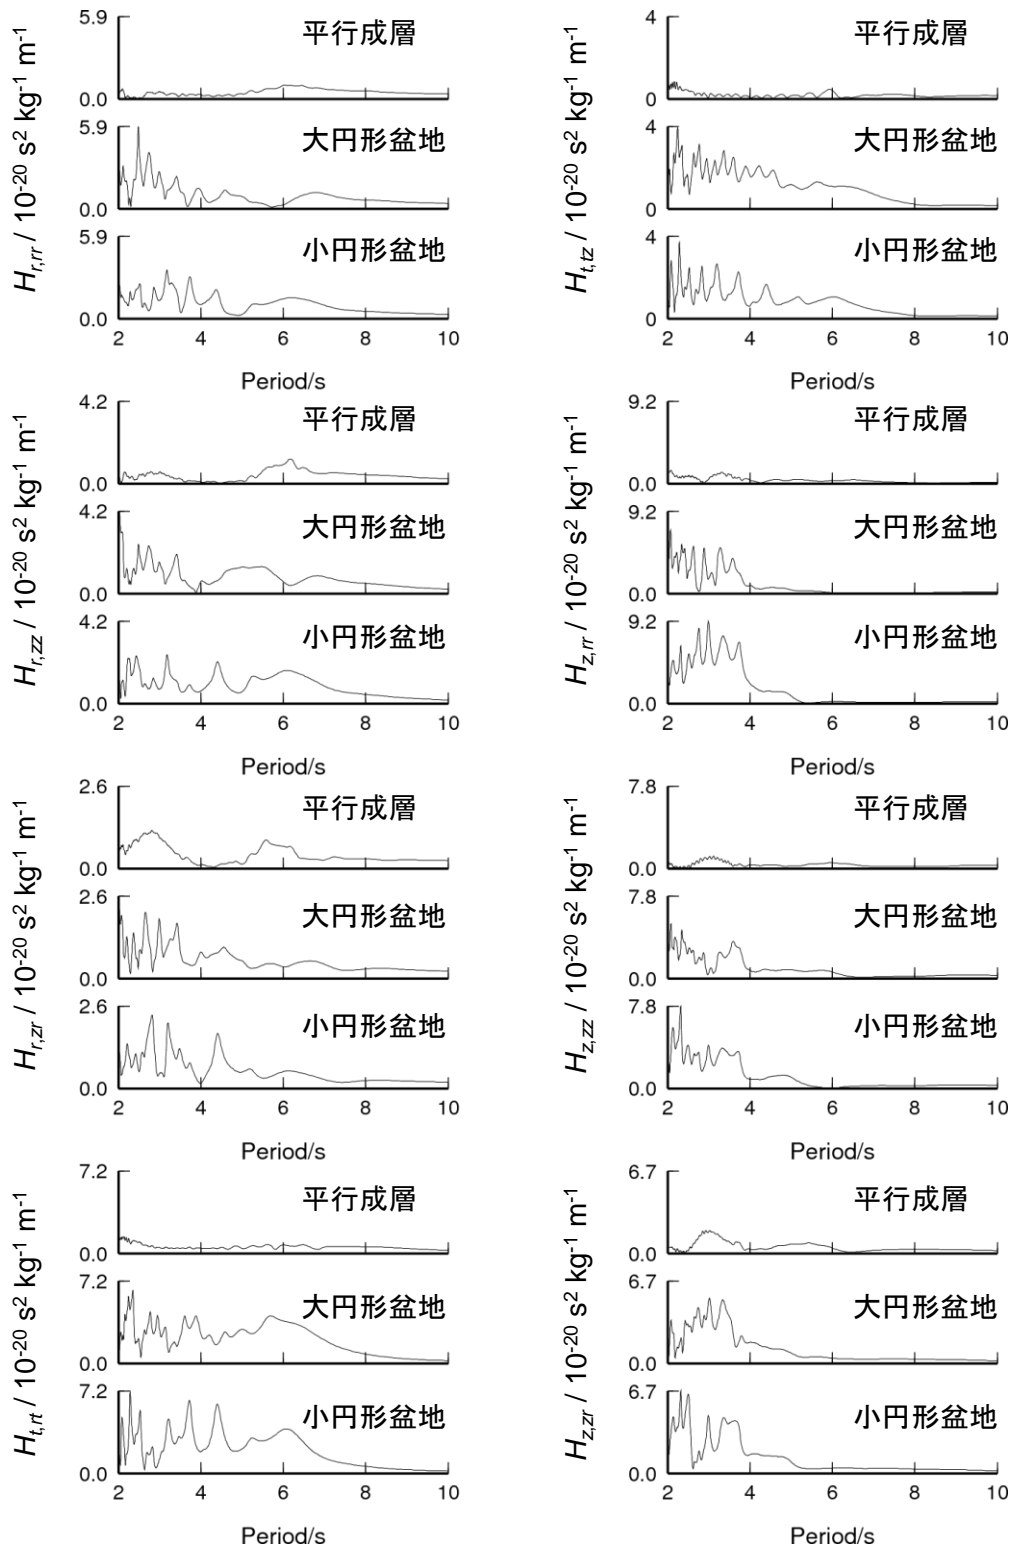 H_r,rr / 10^-20 s^2 kg^-1 m^-1
5.9
平行成層
0.0
5.9
大円形盆地
0.0
5.9
小円形盆地
0.0
2 4 6 8 10
Period/s
H_t,tz / 10^-20 s^2 kg^-1 m^-1
4
平行成層
0
4
大円形盆地
0
4
小円形盆地
0
2 4 6 8 10
Period/s
H_r,zz / 10^-20 s^2 kg^-1 m^-1
4.2
平行成層
0.0
4.2
大円形盆地
0.0
4.2
小円形盆地
0.0
2 4 6 8 10
Period/s
H_z,rr / 10^-20 s^2 kg^-1 m^-1
9.2
平行成層
0.0
9.2
大円形盆地
0.0
9.2
小円形盆地
0.0
2 4 6 8 10
Period/s
H_r,zr / 10^-20 s^2 kg^-1 m^-1
2.6
平行成層
0.0
2.6
大円形盆地
0.0
2.6
小円形盆地
0.0
2 4 6 8 10
Period/s
H_z,zz / 10^-20 s^2 kg^-1 m^-1
7.8
平行成層
0.0
7.8
大円形盆地
0.0
7.8
小円形盆地
0.0
2 4 6 8 10
Period/s
H_t,rt / 10^-20 s^2 kg^-1 m^-1
7.2
平行成層
0.0
7.2
大円形盆地
0.0
7.2
小円形盆地
0.0
2 4 6 8 10
Period/s
H_z,zr / 10^-20 s^2 kg^-1 m^-1
6.7
平行成層
0.0
6.7
大円形盆地
0.0
6.7
小円形盆地
0.0
2 4 6 8 10
Period/s